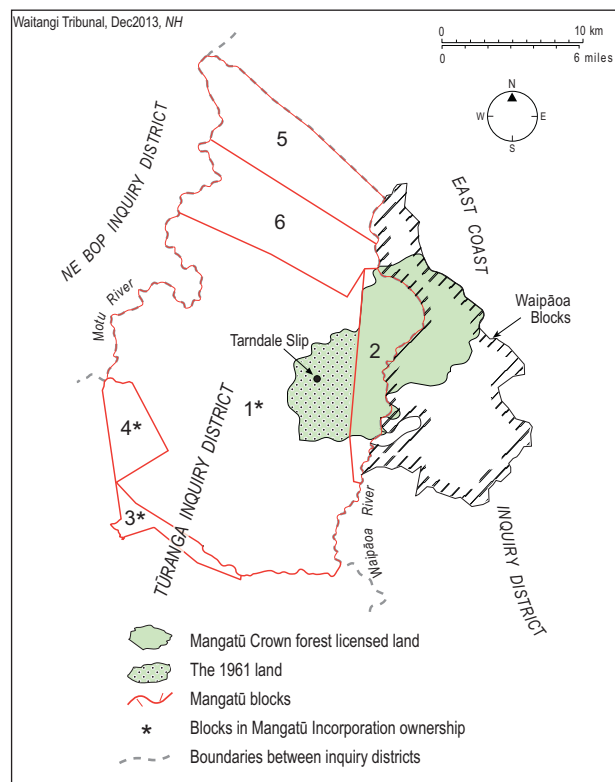 Waitangi Tribunal, Dec2013, NH
0 10 km
0 6 miles
N
W E
S
NE BOP INQUIRY DISTRICT
EAST COAST
INQUIRY DISTRICT
TŪRANGA INQUIRY DISTRICT
Motu River
Waipāoa River
Waipāoa
Blocks
Tarndale Slip
5
6
2
1*
4*
3*
Mangatū Crown forest licensed land
The 1961 land
Mangatū blocks
* Blocks in Mangatū Incorporation ownership
Boundaries between inquiry districts